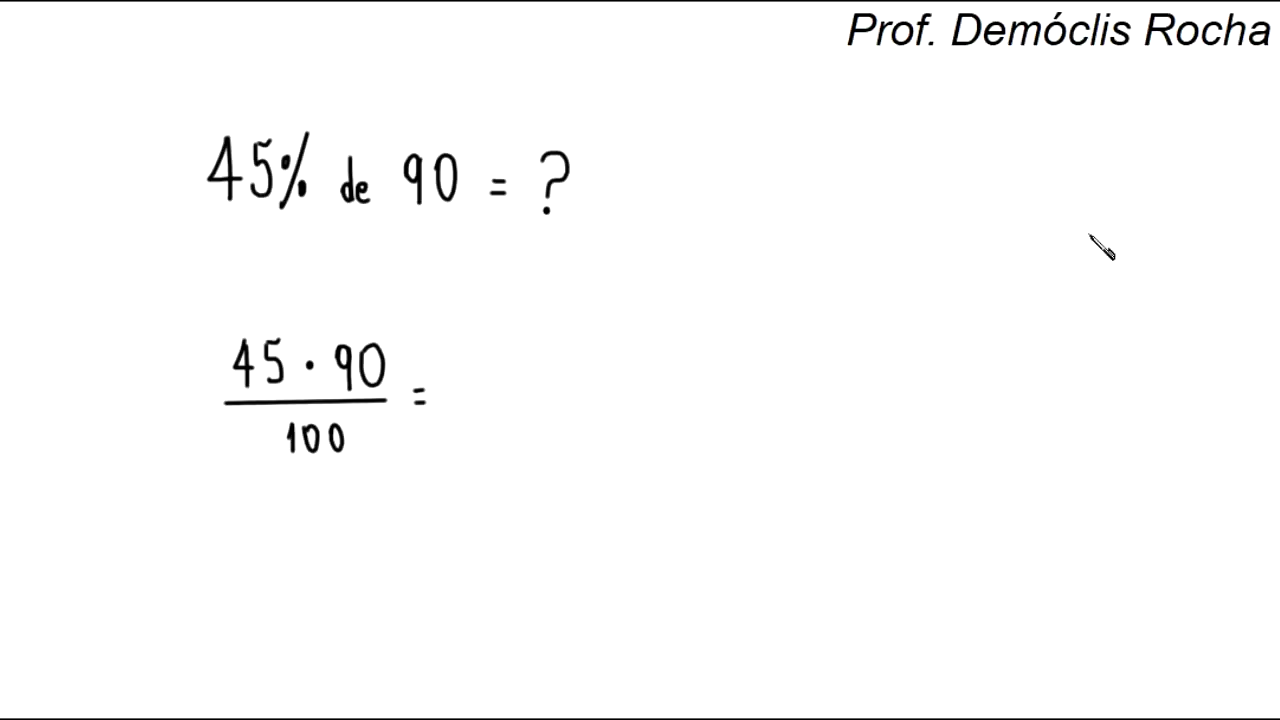 Prof. Demóclis Rocha
45% de 90 = ?
45 · 90
=
100